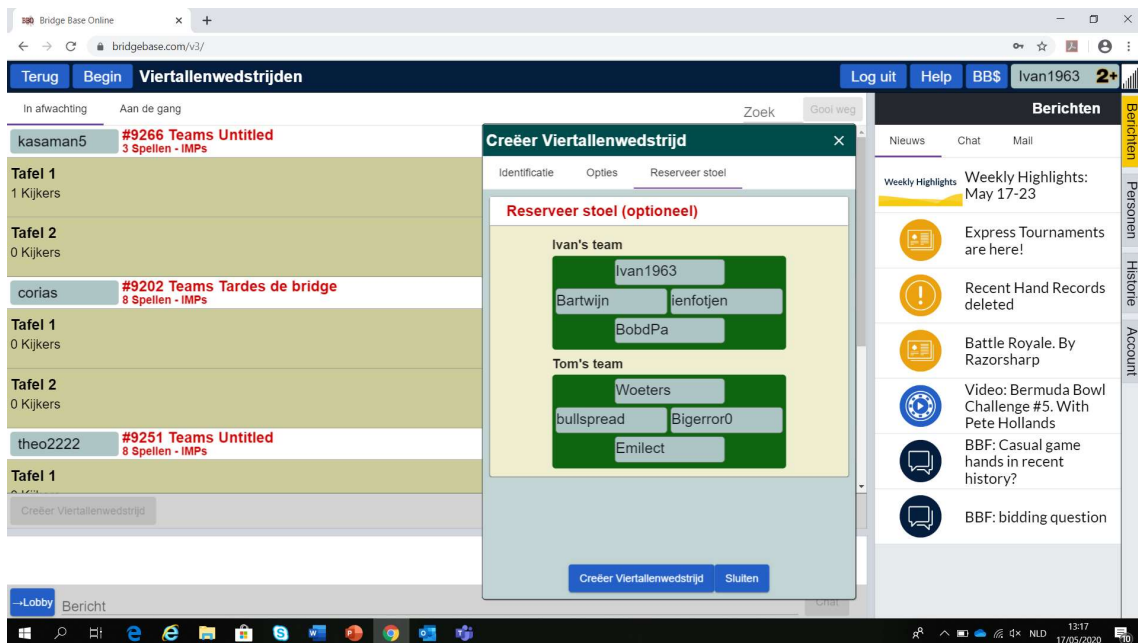 Bridge Base Online
bridgebase.com/v3/
Terug Begin Viertallenwedstrijden Log uit Help BB$ Ivan1963 2+
In afwachting Aan de gang Zoek Gooi weg
kasaman5 #9266 Teams Untitled
3 Spellen - IMPs
Tafel 1
1 Kijkers
Tafel 2
0 Kijkers
corias #9202 Teams Tardes de bridge
8 Spellen - IMPs
Tafel 1
0 Kijkers
Tafel 2
0 Kijkers
theo2222 #9251 Teams Untitled
8 Spellen - IMPs
Tafel 1
Creëer Viertallenwedstrijd
→Lobby Bericht Chat
Creëer Viertallenwedstrijd
Identificatie Opties Reserveer stoel
Reserveer stoel (optioneel)
Ivan's team
Ivan1963
Bartwijn ienfotjen
BobdPa
Tom's team
Woeters
bullspread Bigerror0
Emilect
Creëer Viertallenwedstrijd Sluiten
Berichten
Nieuws Chat Mail
Weekly Highlights
Weekly Highlights:
May 17-23
Express Tournaments
are here!
Recent Hand Records
deleted
Battle Royale. By
Razorsharp
Video: Bermuda Bowl
Challenge #5. With
Pete Hollands
BBF: Casual game
hands in recent
history?
BBF: bidding question
Berichten
Personen
Historie
Account
NLD
13:17
17/05/2020